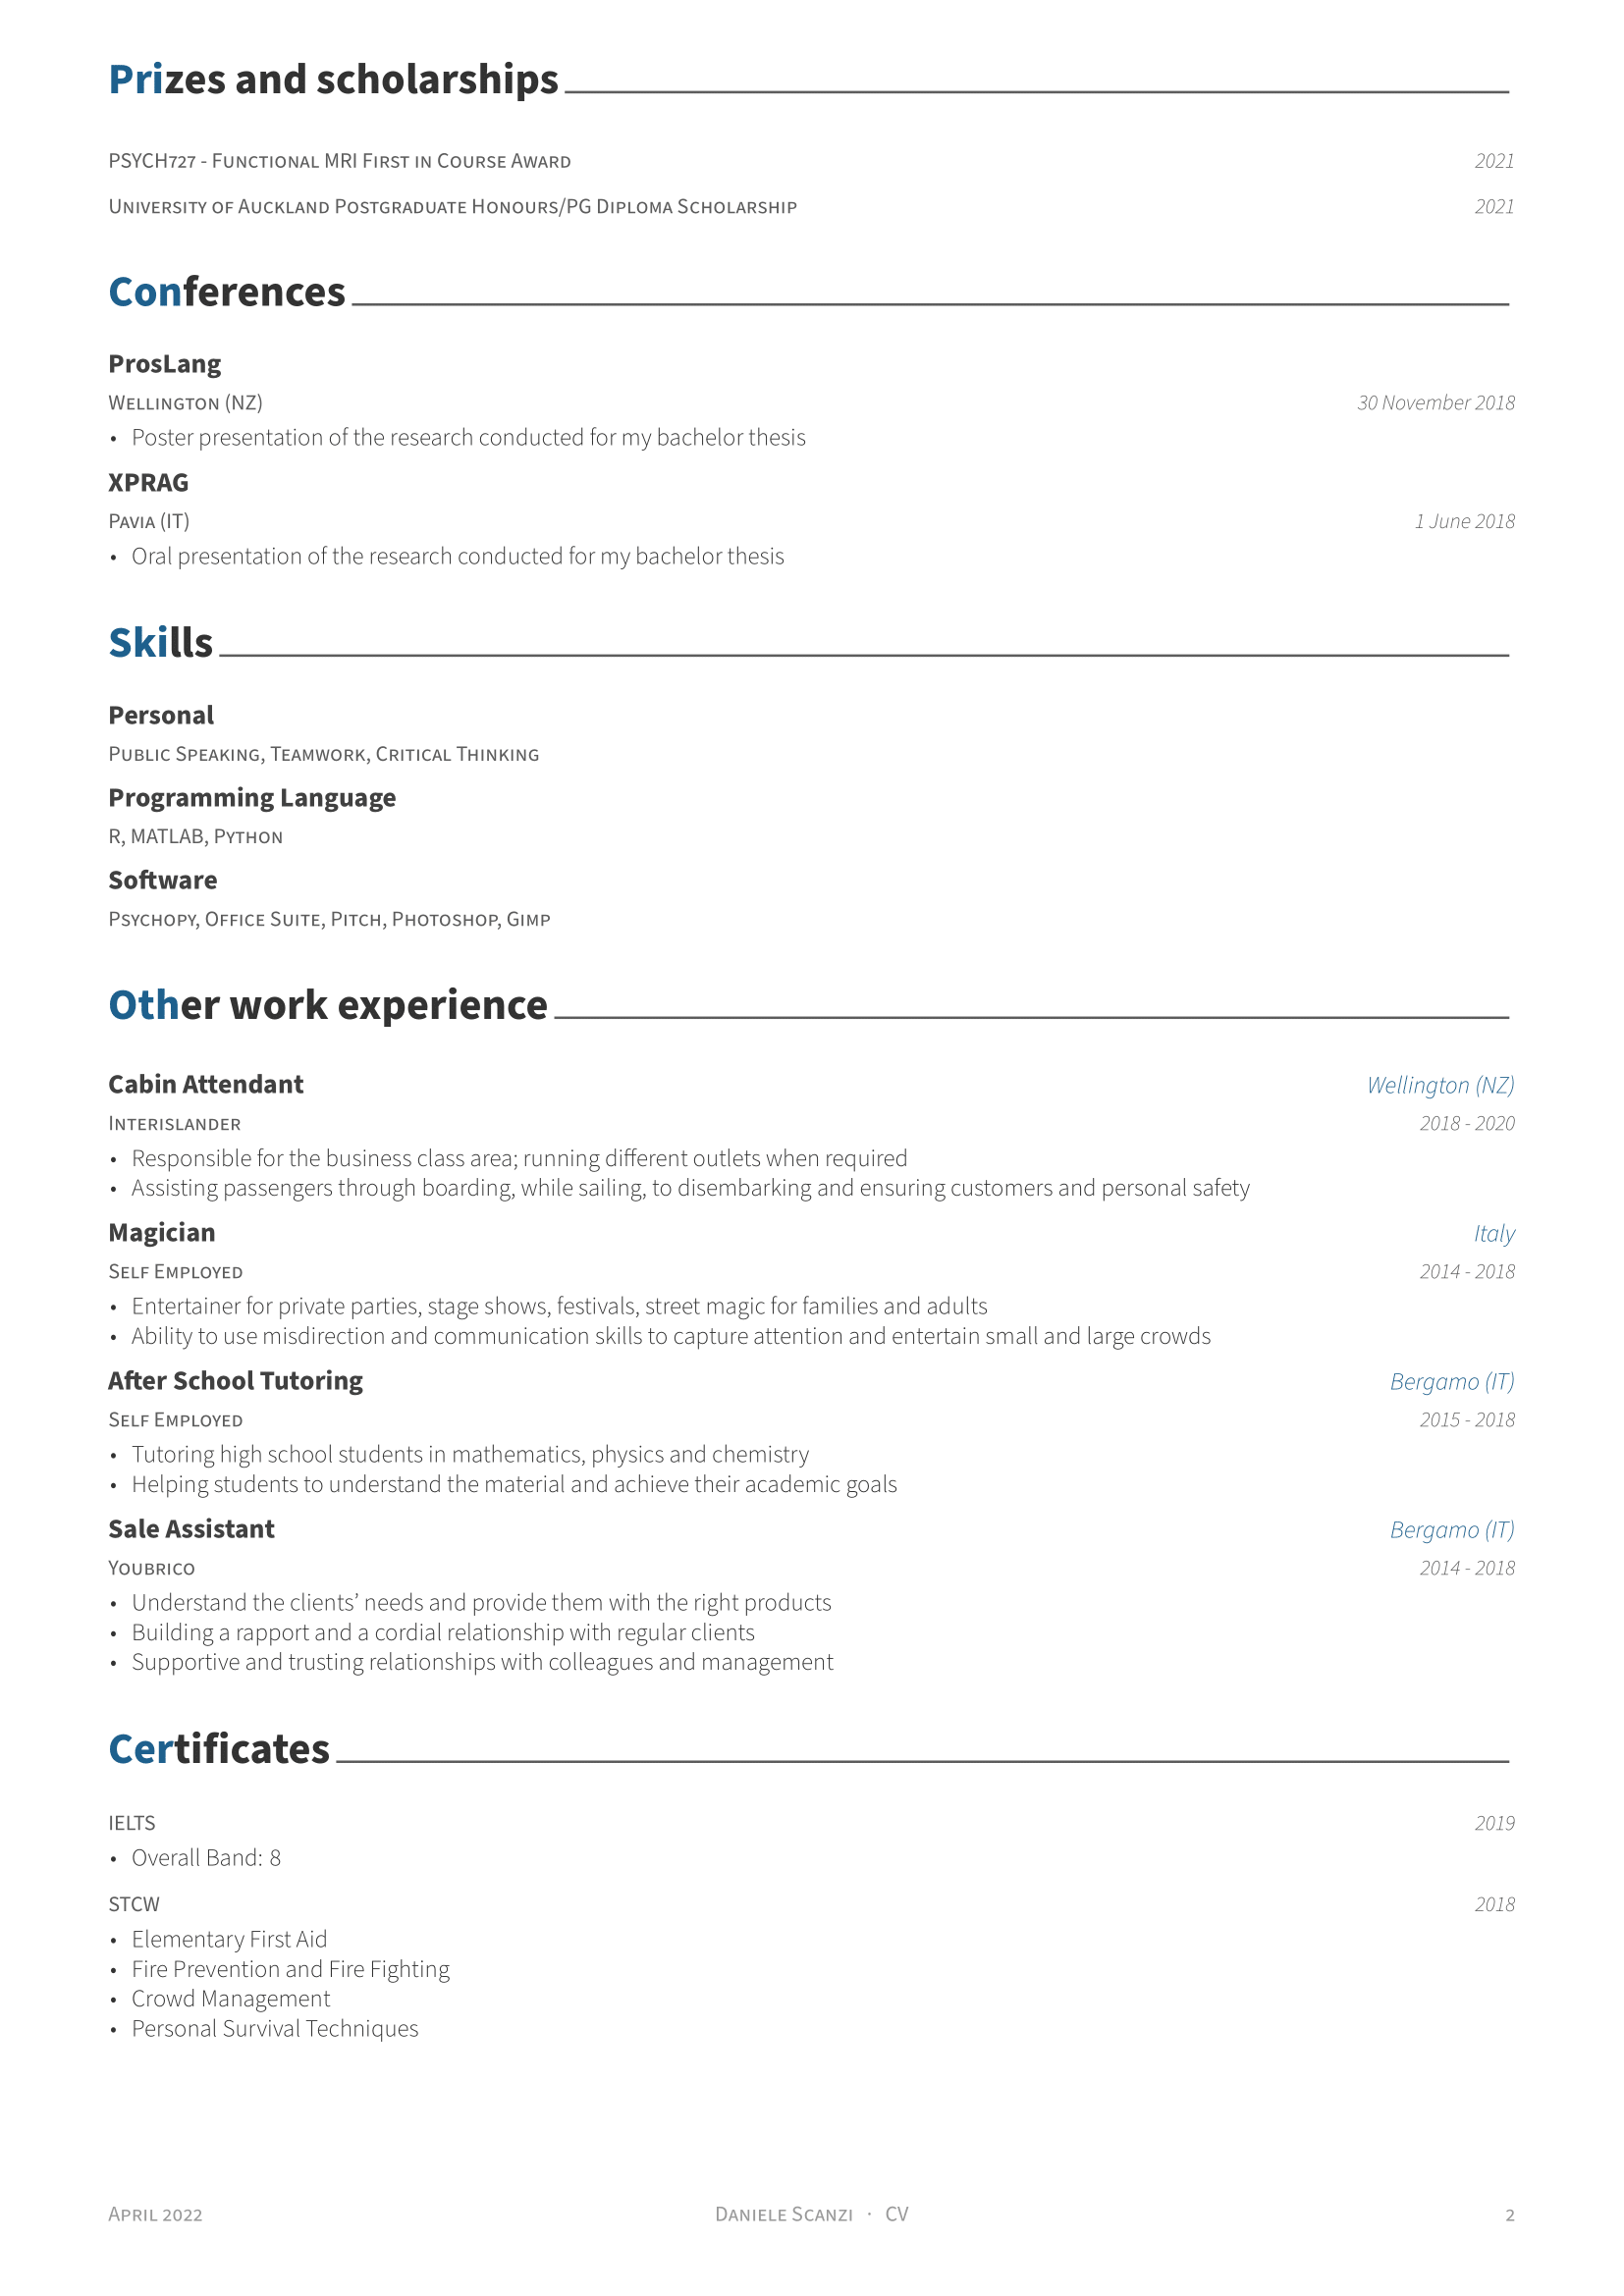 Prizes and scholarships
PSYCH727 - Functional MRI First in Course Award 2021
University of Auckland Postgraduate Honours/PG Diploma Scholarship 2021
Conferences
ProsLang
Wellington (NZ) 30 November 2018
• Poster presentation of the research conducted for my bachelor thesis
XPRAG
Pavia (IT) 1 June 2018
• Oral presentation of the research conducted for my bachelor thesis
Skills
Personal
Public Speaking, Teamwork, Critical Thinking
Programming Language
R, MATLAB, Python
Software
Psychopy, Office Suite, Pitch, Photoshop, Gimp
Other work experience
Cabin Attendant Wellington (NZ)
Interislander 2018 - 2020
• Responsible for the business class area; running different outlets when required
• Assisting passengers through boarding, while sailing, to disembarking and ensuring customers and personal safety
Magician Italy
Self Employed 2014 - 2018
• Entertainer for private parties, stage shows, festivals, street magic for families and adults
• Ability to use misdirection and communication skills to capture attention and entertain small and large crowds
After School Tutoring Bergamo (IT)
Self Employed 2015 - 2018
• Tutoring high school students in mathematics, physics and chemistry
• Helping students to understand the material and achieve their academic goals
Sale Assistant Bergamo (IT)
Youbrico 2014 - 2018
• Understand the clients’ needs and provide them with the right products
• Building a rapport and a cordial relationship with regular clients
• Supportive and trusting relationships with colleagues and management
Certificates
IELTS 2019
• Overall Band: 8
STCW 2018
• Elementary First Aid
• Fire Prevention and Fire Fighting
• Crowd Management
• Personal Survival Techniques
April 2022 Daniele Scanzi · CV 2